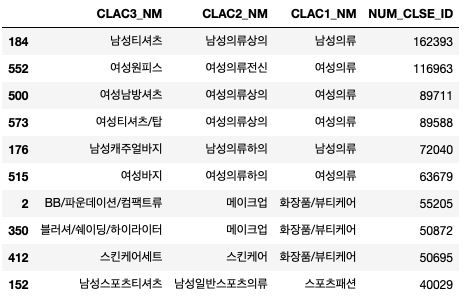 CLAC3_NM CLAC2_NM CLAC1_NM NUM_CLSE_ID
184 남성티셔츠 남성의류상의 남성의류 162393
552 여성원피스 여성의류전신 여성의류 116963
500 여성남방셔츠 여성의류상의 여성의류 89711
573 여성티셔츠/탑 여성의류상의 여성의류 89588
176 남성캐주얼바지 남성의류하의 남성의류 72040
515 여성바지 여성의류하의 여성의류 63679
2 BB/파운데이션/컴팩트류 메이크업 화장품/뷰티케어 55205
350 블러셔/쉐이딩/하이라이터 메이크업 화장품/뷰티케어 50872
412 스킨케어세트 스킨케어 화장품/뷰티케어 50695
152 남성스포츠티셔츠 남성일반스포츠의류 스포츠패션 40029